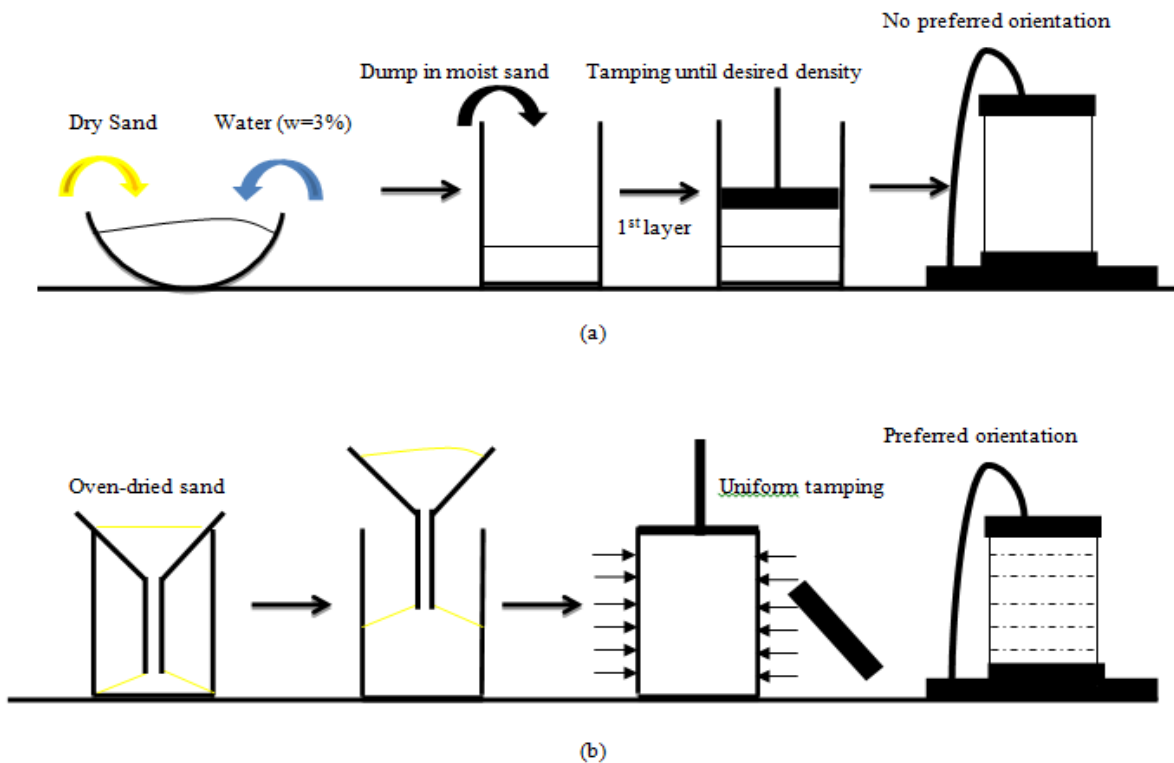 No preferred orientation
Dump in moist sand
Tamping until desired density
Dry Sand
Water (w=3%)
1st layer
(a)
Preferred orientation
Oven-dried sand
Uniform tamping
(b)